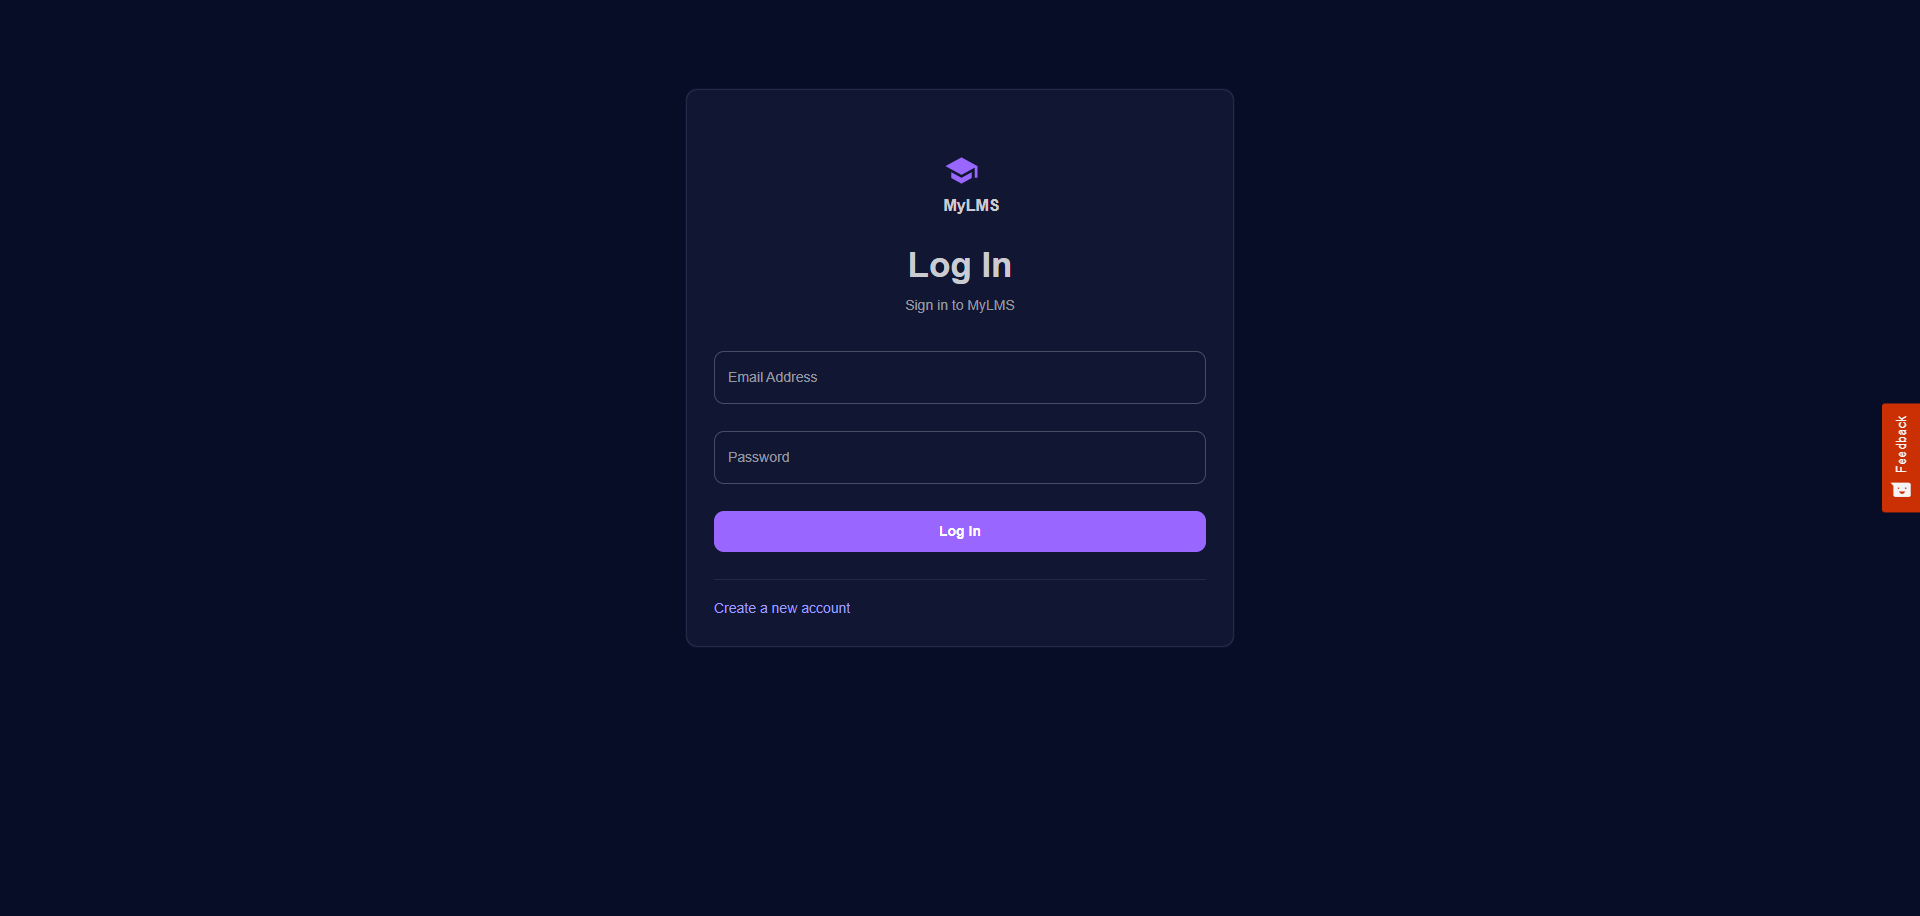 MyLMS
Log In
Sign in to MyLMS
Email Address
Password
Log In
Create a new account
Feedback